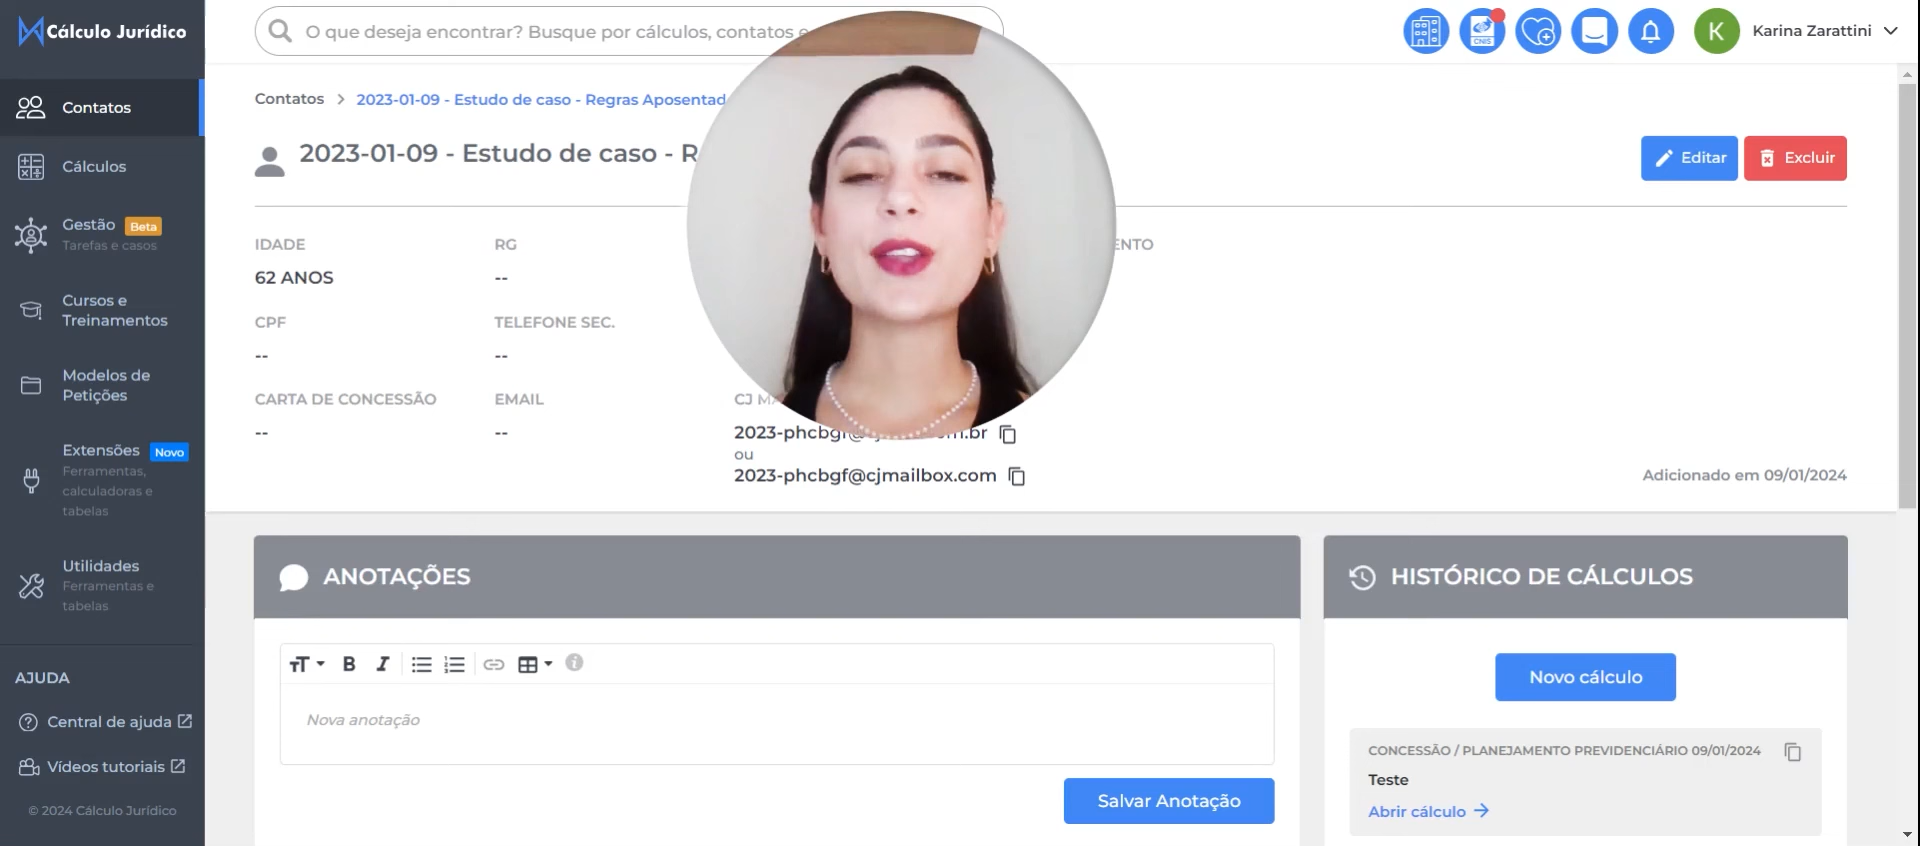 Cálculo Jurídico
O que deseja encontrar? Busque por cálculos, contatos e
CNIS
K
Karina Zarattini
Contatos
Cálculos
Gestão Beta
Tarefas e casos
Cursos e
Treinamentos
Modelos de
Petições
Extensões Novo
Ferramentas,
calculadoras e
tabelas
Utilidades
Ferramentas e
tabelas
AJUDA
Central de ajuda
Vídeos tutoriais
© 2024 Cálculo Jurídico
Contatos > 2023-01-09 - Estudo de caso - Regras Aposentad
2023-01-09 - Estudo de caso - R
Editar
Excluir
IDADE
62 ANOS
RG
--
CPF
--
TELEFONE SEC.
--
CARTA DE CONCESSÃO
--
EMAIL
--
CJ
2023-phcbgf@
ou
2023-phcbgf@cjmailbox.com
Adicionado em 09/01/2024
ANOTAÇÕES
Nova anotação
Salvar Anotação
HISTÓRICO DE CÁLCULOS
Novo cálculo
CONCESSÃO / PLANEJAMENTO PREVIDENCIÁRIO 09/01/2024
Teste
Abrir cálculo →